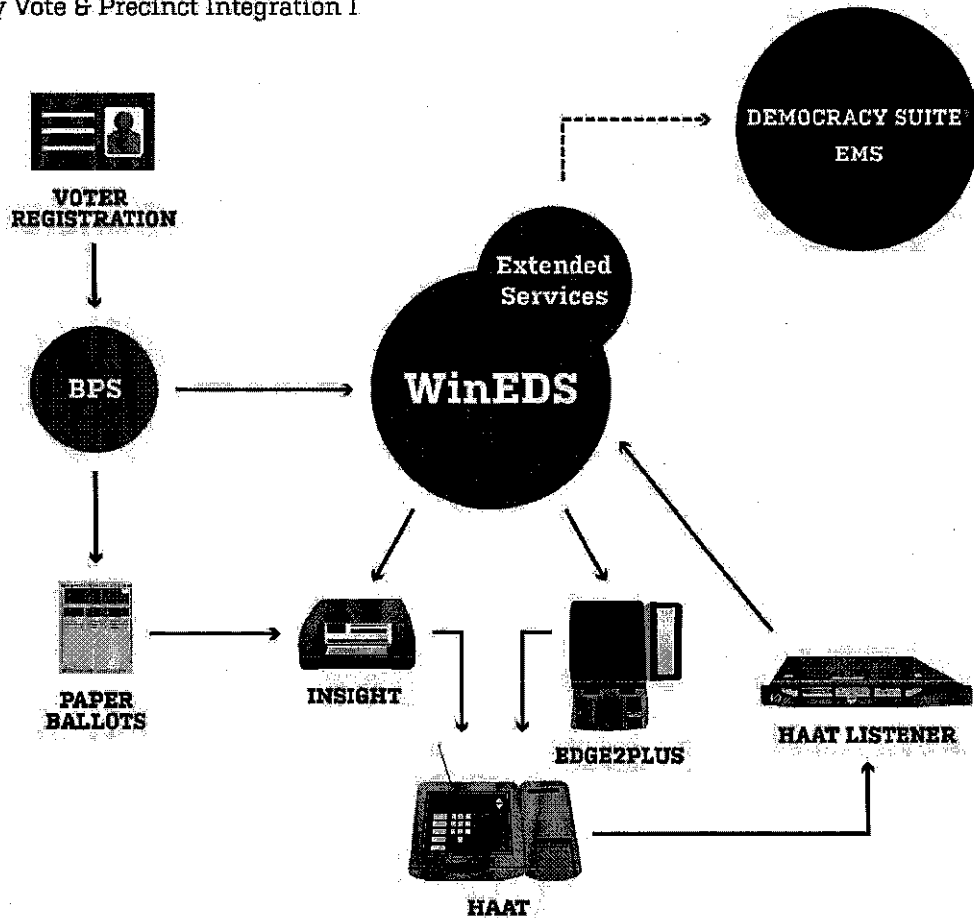 Vote & Precinct Integration I
DEMOCRACY SUITE
EMS
VOTER
REGISTRATION
Extended
Services
BPS
WinEDS
PAPER
BALLOTS
INSIGHT
EDGE2PLUS
HAAT LISTENER
HAAT